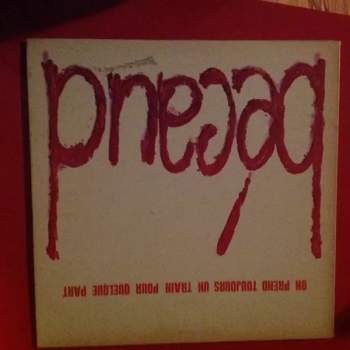 ON PREND TOUJOURS UN TRAIN POUR QUELQUE PART
bécaud